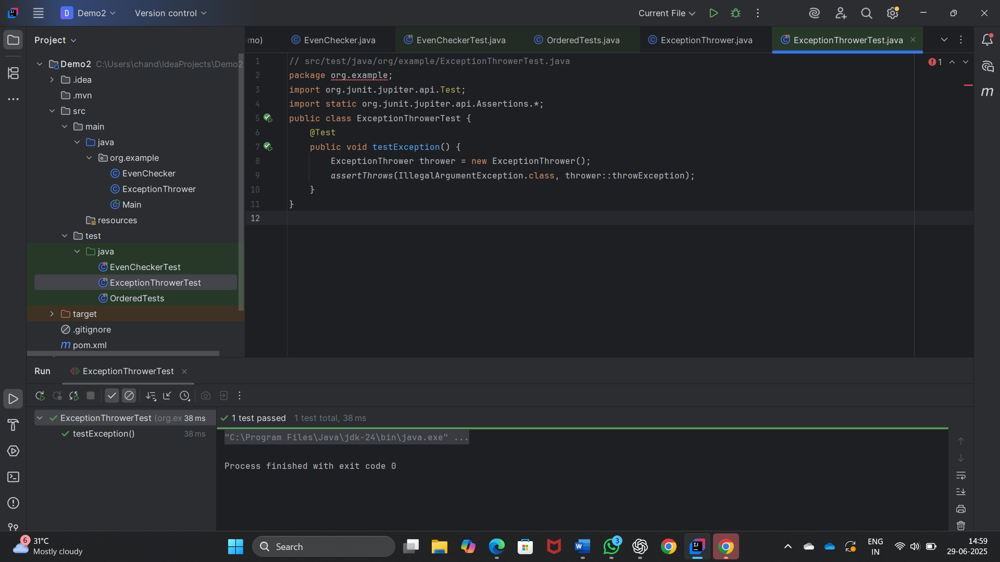 D Demo2 Version control Current File
Project
mo) EvenChecker.java EvenCheckerTest.java OrderedTests.java ExceptionThrower.java ExceptionThrowerTest.java
Demo2 C:\Users\chand\IdeaProjects\Demo2
.idea
.mvn
src
main
java
org.example
EvenChecker
ExceptionThrower
Main
resources
test
java
EvenCheckerTest
ExceptionThrowerTest
OrderedTests
target
.gitignore
pom.xml
1 // src/test/java/org/example/ExceptionThrowerTest.java
2 package org.example;
3 import org.junit.jupiter.api.Test;
4 import static org.junit.jupiter.api.Assertions.*;
5 public class ExceptionThrowerTest {
6 @Test
7 public void testException() {
8 ExceptionThrower thrower = new ExceptionThrower();
9 assertThrows(IllegalArgumentException.class, thrower::throwException);
10 }
11 }
12
1
Run ExceptionThrowerTest
ExceptionThrowerTest (org.ex 38 ms
testException() 38 ms
1 test passed 1 test total, 38 ms
"C:\Program Files\Java\jdk-24\bin\java.exe" ...
Process finished with exit code 0
6
31°C
Mostly cloudy
Search
3
ENG
IN
14:59
29-06-2025